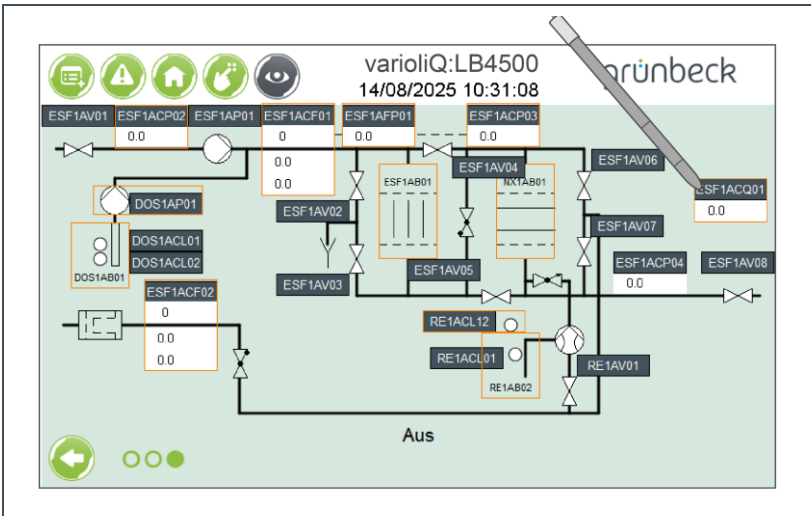 varioliQ:LB4500
14/08/2025 10:31:08
grünbeck
ESF1AV01
ESF1ACP02
0.0
ESF1AP01
ESF1ACF01
0
0.0
0.0
ESF1AFP01
0.0
ESF1ACP03
0.0
ESF1AV04
ESF1AV06
ESF1AB01
NX1AB01
ESF1ACQ01
0.0
DOS1AP01
ESF1AV02
ESF1AV07
DOS1ACL01
DOS1ACL02
DOS1AB01
ESF1AV03
ESF1AV05
ESF1ACP04
0.0
ESF1AV08
ESF1ACF02
0
0.0
0.0
RE1ACL12
RE1ACL01
RE1AB02
RE1AV01
Aus